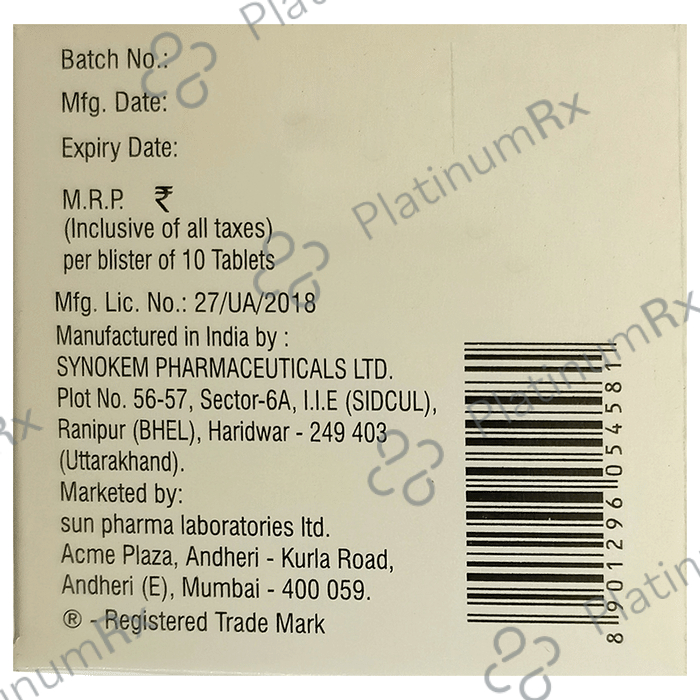 Batch No.:
Mfg. Date:
Expiry Date:
M.R.P. ₹
(Inclusive of all taxes)
per blister of 10 Tablets
Mfg. Lic. No.: 27/UA/2018
Manufactured in India by :
SYNOKEM PHARMACEUTICALS LTD.
Plot No. 56-57, Sector-6A, I.I.E (SIDCUL),
Ranipur (BHEL), Haridwar - 249 403
(Uttarakhand).
Marketed by:
sun pharma laboratories ltd.
Acme Plaza, Andheri - Kurla Road,
Andheri (E), Mumbai - 400 059.
® - Registered Trade Mark
8 901296 054581
PlatinumRx
PlatinumRx
PlatinumRx